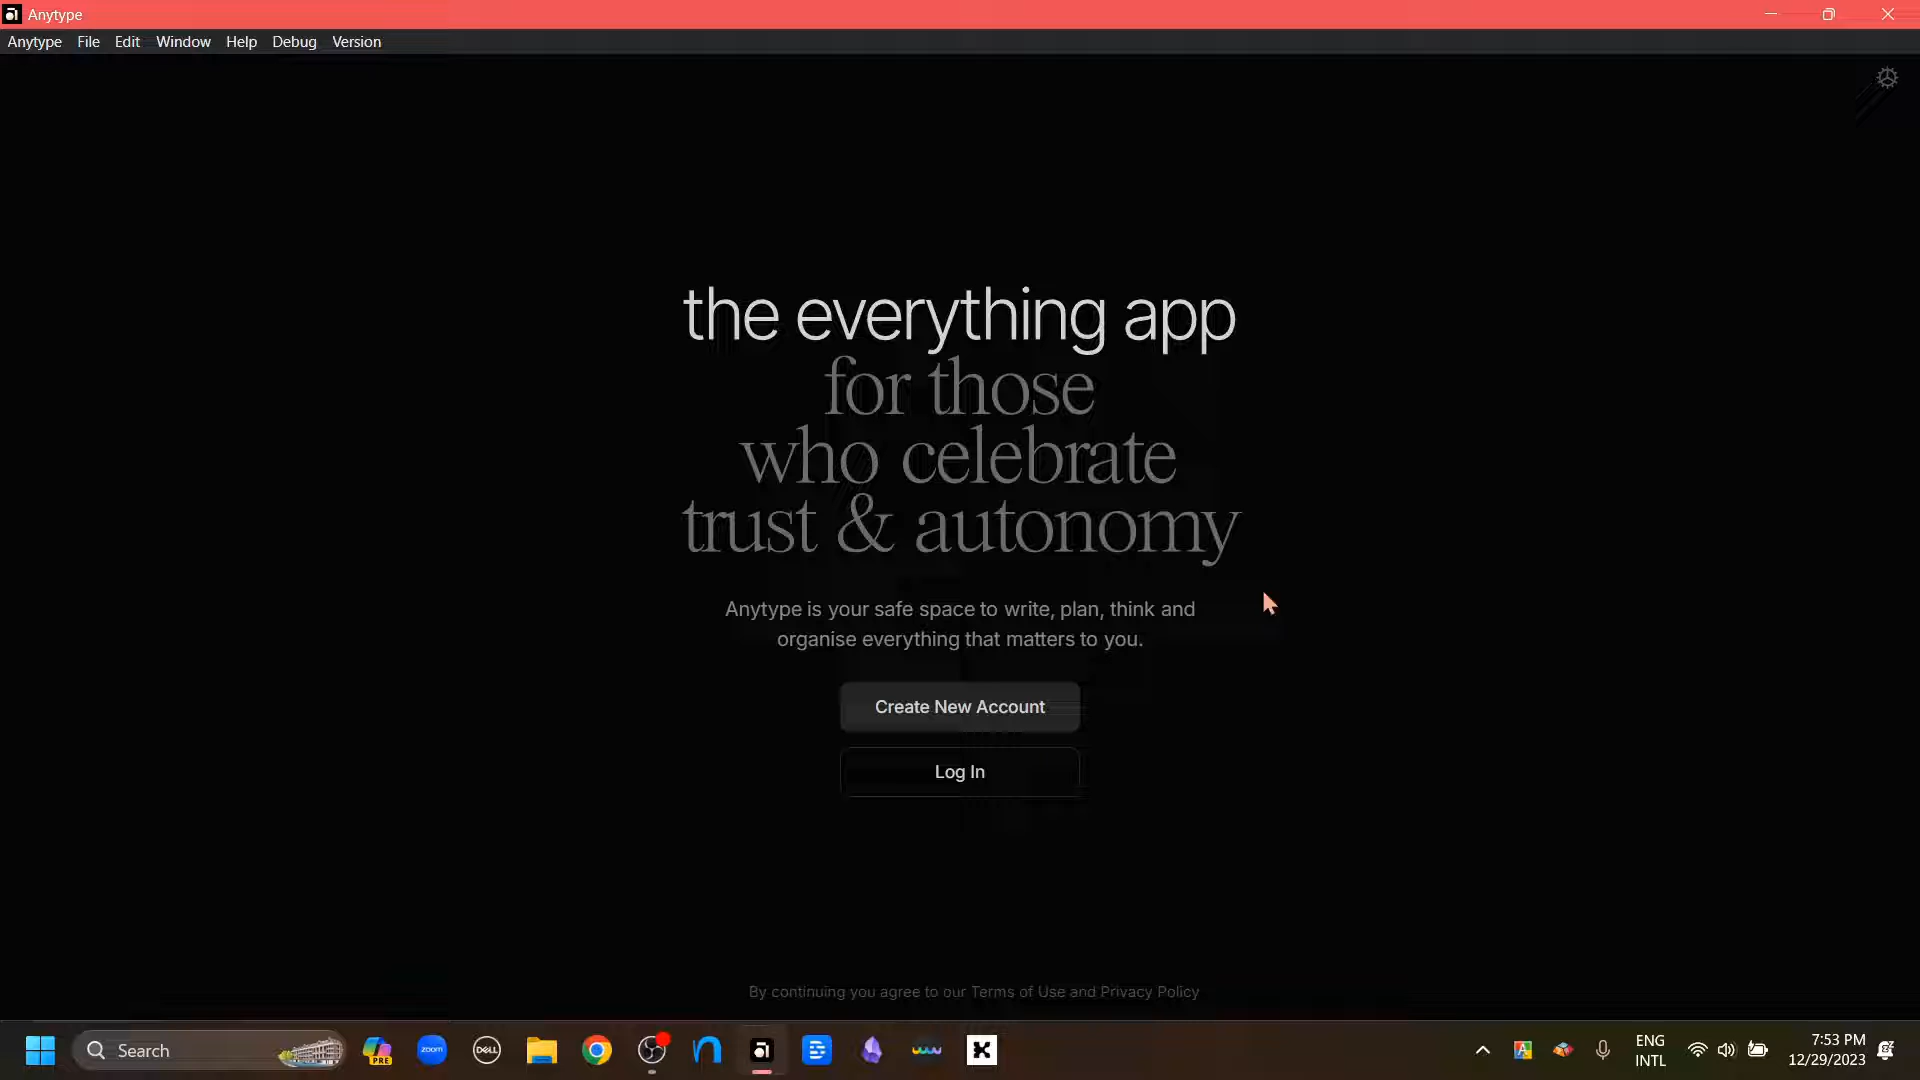 Anytype
Anytype File Edit Window Help Debug Version
the everything app
for those
who celebrate
trust & autonomy
Anytype is your safe space to write, plan, think and
organise everything that matters to you.
Create New Account
Log In
By continuing you agree to our Terms of Use and Privacy Policy
Search
PRE
zoom
DELL
ENG
INTL
7:53 PM
12/29/2023